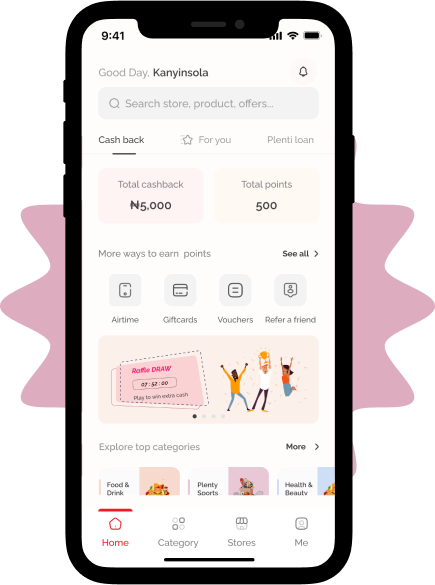 9:41
Good Day, Kanyinsola
Search store, product, offers...
Cash back For you Plenti loan
Total cashback Total points
₦5,000 500
More ways to earn points See all
Airtime Giftcards Vouchers Refer a friend
Raffle DRAW
07 : 52 : 00
Play to win extra cash
Explore top categories More
Food & Plenty Health &
Drink Sports Beauty
Home Category Stores Me